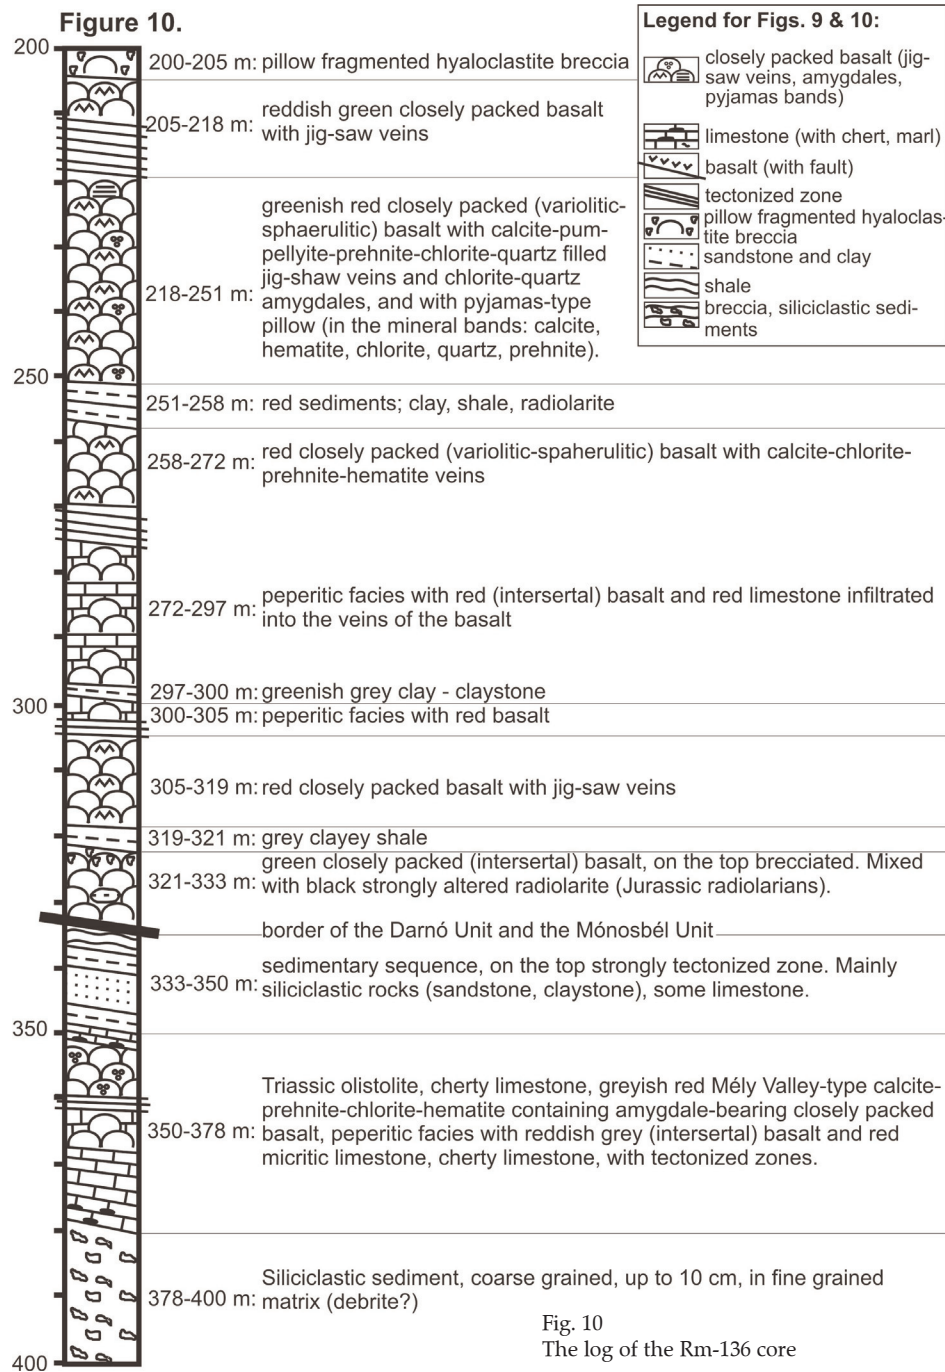 Figure 10.
Legend for Figs. 9 & 10:
closely packed basalt (jig-
saw veins, amygdales,
pyjamas bands)
limestone (with chert, marl)
basalt (with fault)
tectonized zone
pillow fragmented hyaloclas-
tite breccia
sandstone and clay
shale
breccia, siliciclastic sedi-
ments
200
200-205 m: pillow fragmented hyaloclastite breccia
205-218 m: reddish green closely packed basalt
with jig-saw veins
218-251 m: greenish red closely packed (variolitic-
sphaerulitic) basalt with calcite-pum-
pellyite-prehnite-chlorite-quartz filled
jig-shaw veins and chlorite-quartz
amygdales, and with pyjamas-type
pillow (in the mineral bands: calcite,
hematite, chlorite, quartz, prehnite).
250
251-258 m: red sediments; clay, shale, radiolarite
258-272 m: red closely packed (variolitic-spaherulitic) basalt with calcite-chlorite-
prehnite-hematite veins
272-297 m: peperitic facies with red (intersertal) basalt and red limestone infiltrated
into the veins of the basalt
297-300 m: greenish grey clay - claystone
300
300-305 m: peperitic facies with red basalt
305-319 m: red closely packed basalt with jig-saw veins
319-321 m: grey clayey shale
321-333 m: green closely packed (intersertal) basalt, on the top brecciated. Mixed
with black strongly altered radiolarite (Jurassic radiolarians).
border of the Darnó Unit and the Mónosbél Unit
333-350 m: sedimentary sequence, on the top strongly tectonized zone. Mainly
siliciclastic rocks (sandstone, claystone), some limestone.
350
350-378 m: Triassic olistolite, cherty limestone, greyish red Mély Valley-type calcite-
prehnite-chlorite-hematite containing amygdale-bearing closely packed
basalt, peperitic facies with reddish grey (intersertal) basalt and red
micritic limestone, cherty limestone, with tectonized zones.
378-400 m: Siliciclastic sediment, coarse grained, up to 10 cm, in fine grained
matrix (debrite?)
400
Fig. 10
The log of the Rm-136 core